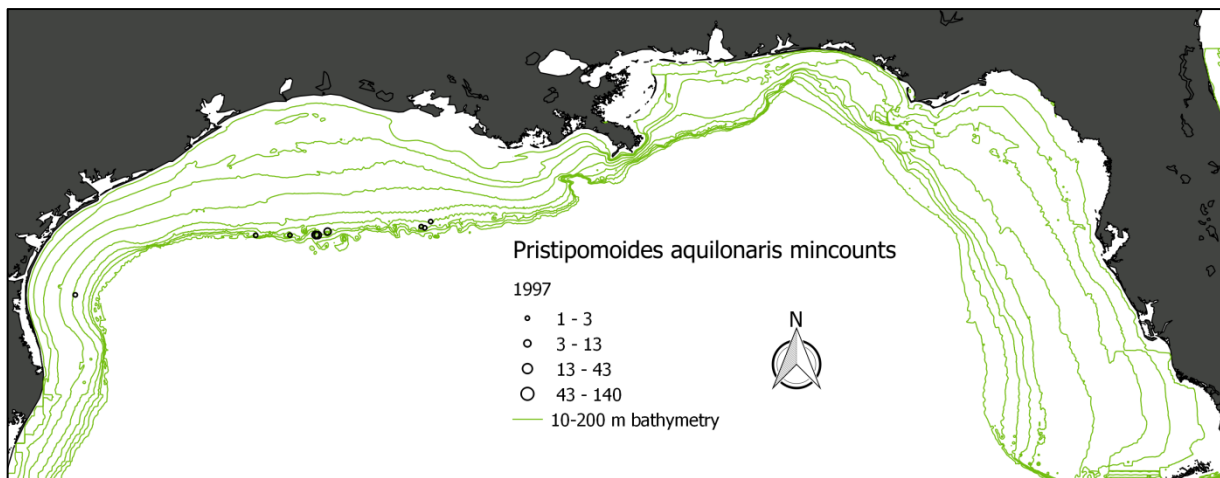 Pristipomoides aquilonaris mincounts
1997
1 - 3
3 - 13
13 - 43
43 - 140
10-200 m bathymetry
N